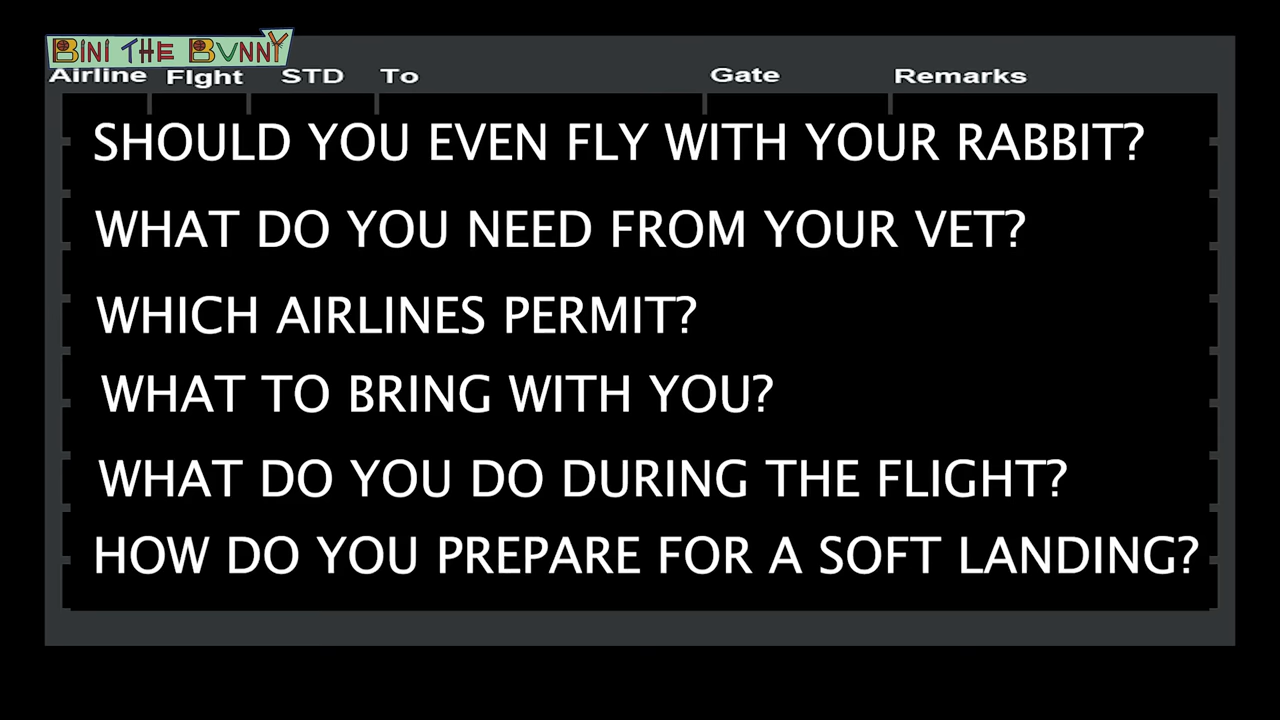 BINI THE BUNNY
Airline Flght STD To Gate Remarks
SHOULD YOU EVEN FLY WITH YOUR RABBIT?
WHAT DO YOU NEED FROM YOUR VET?
WHICH AIRLINES PERMIT?
WHAT TO BRING WITH YOU?
WHAT DO YOU DO DURING THE FLIGHT?
HOW DO YOU PREPARE FOR A SOFT LANDING?